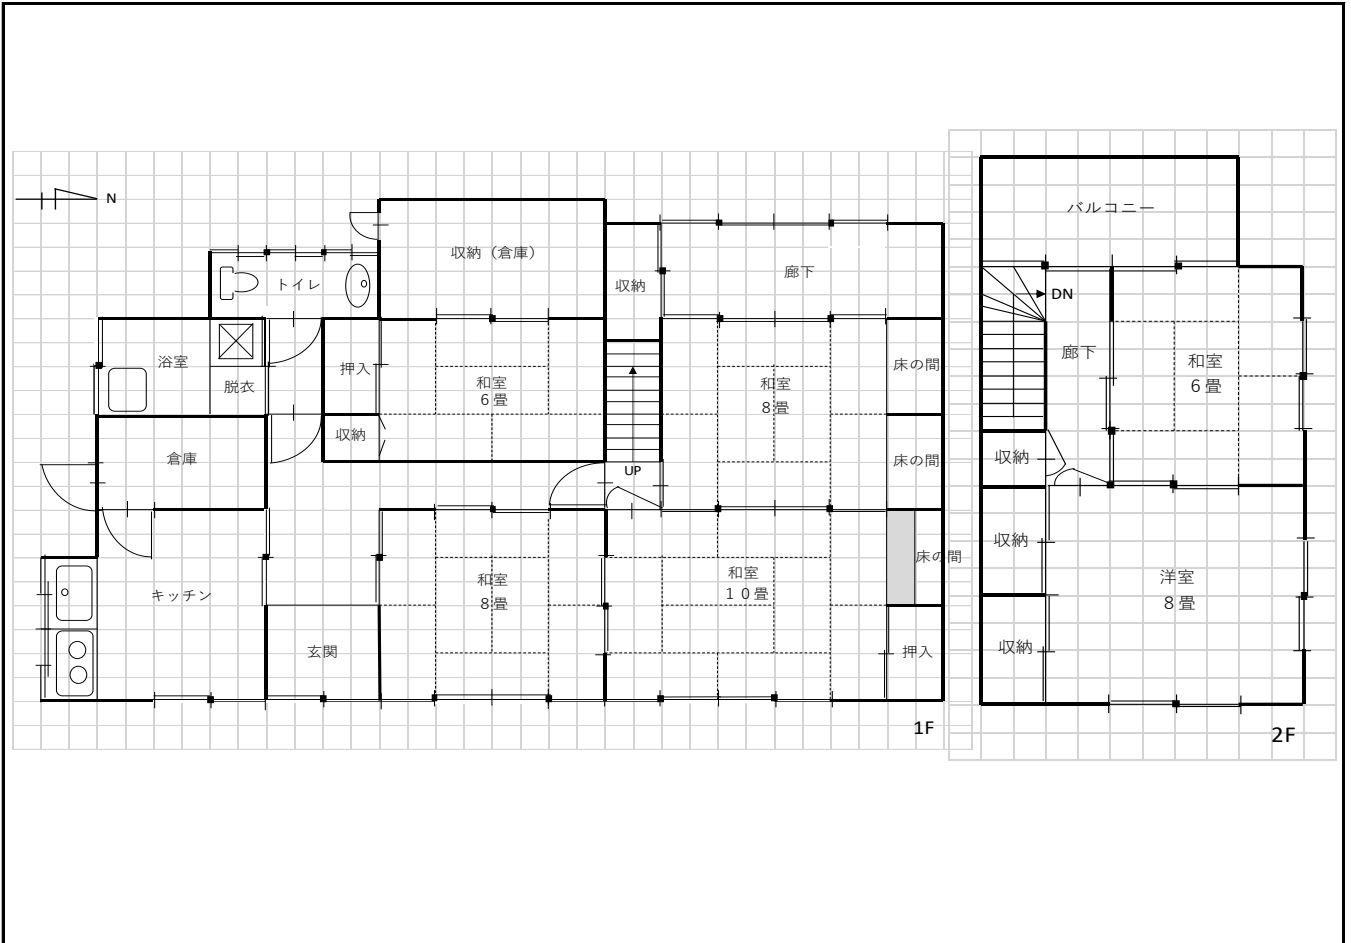 N
収納（倉庫）
トイレ
収納
廊下
浴室
脱衣
押入
和室
6畳
和室
8畳
床の間
収納
倉庫
床の間
UP
キッチン
和室
8畳
和室
１０畳
床の間
玄関
押入
1F
バルコニー
DN
廊下
和室
6畳
収納
収納
洋室
8畳
収納
2F